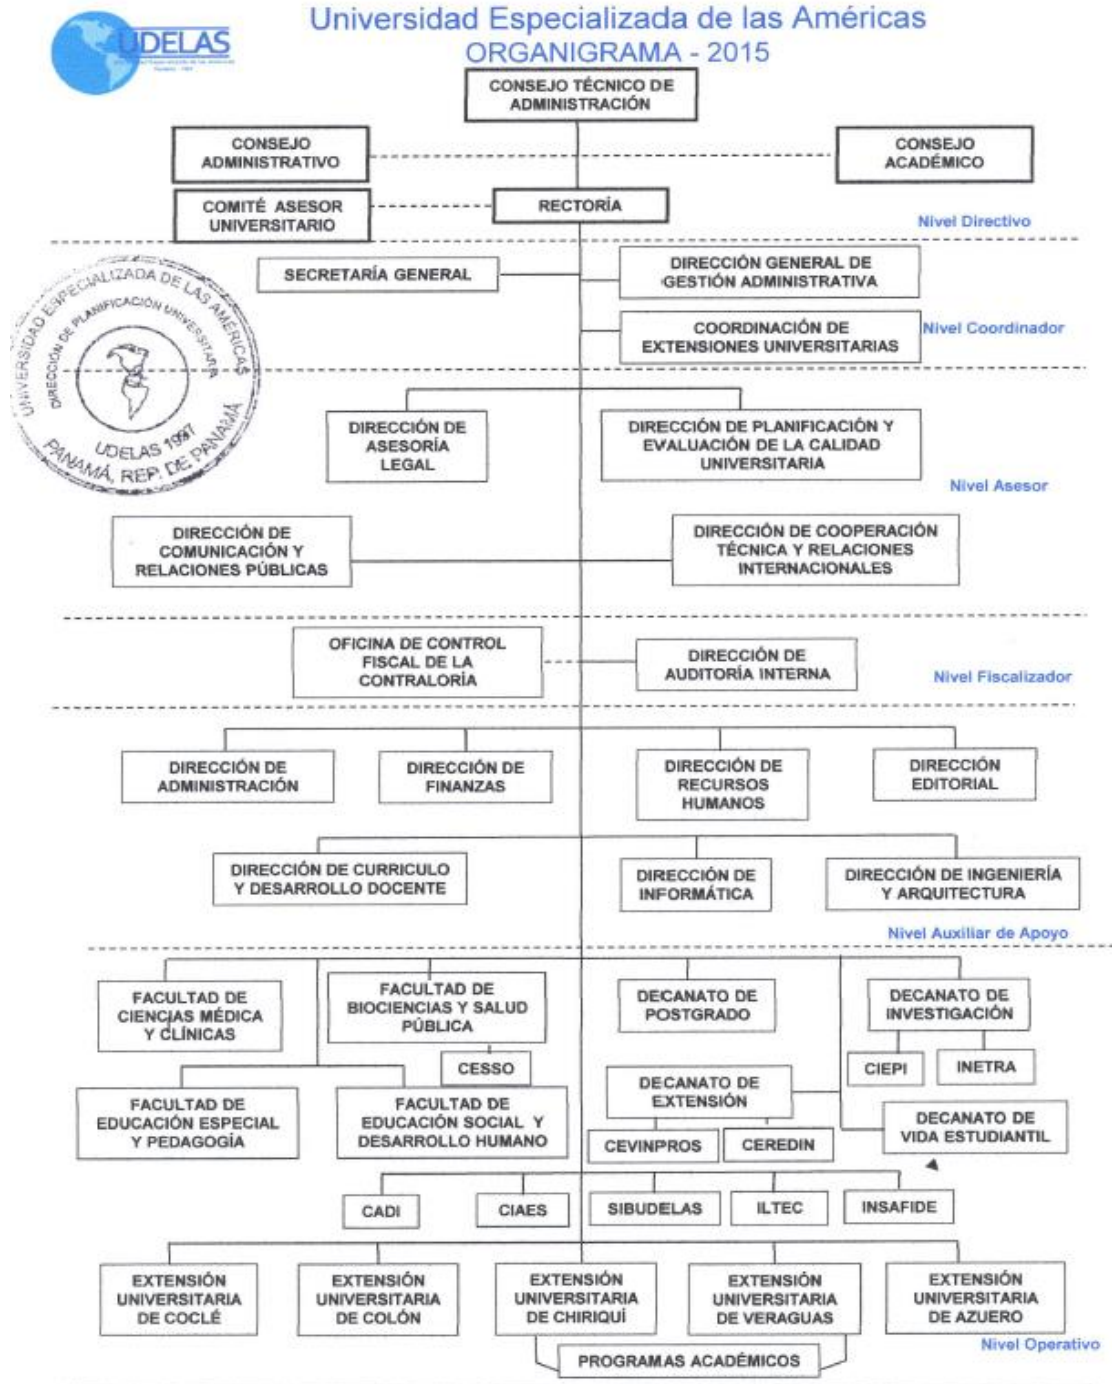 UDELAS
Universidad Especializada de las Américas
ORGANIGRAMA - 2015
CONSEJO TÉCNICO DE
ADMINISTRACIÓN
CONSEJO
ADMINISTRATIVO
CONSEJO
ACADÉMICO
COMITÉ ASESOR
UNIVERSITARIO
RECTORÍA
Nivel Directivo
SECRETARÍA GENERAL
DIRECCIÓN GENERAL DE
GESTIÓN ADMINISTRATIVA
COORDINACIÓN DE
EXTENSIONES UNIVERSITARIAS
Nivel Coordinador
UNIVERSIDAD ESPECIALIZADA DE LAS AMÉRICAS
DIRECCIÓN DE PLANIFICACIÓN UNIVERSITARIA
UDELAS 1997
PANAMÁ, REP. DE PANAMÁ
DIRECCIÓN DE
ASESORÍA
LEGAL
DIRECCIÓN DE PLANIFICACIÓN Y
EVALUACIÓN DE LA CALIDAD
UNIVERSITARIA
Nivel Asesor
DIRECCIÓN DE
COMUNICACIÓN Y
RELACIONES PÚBLICAS
DIRECCIÓN DE COOPERACIÓN
TÉCNICA Y RELACIONES
INTERNACIONALES
OFICINA DE CONTROL
FISCAL DE LA
CONTRALORÍA
DIRECCIÓN DE
AUDITORÍA INTERNA
Nivel Fiscalizador
DIRECCIÓN DE
ADMINISTRACIÓN
DIRECCIÓN DE
FINANZAS
DIRECCIÓN DE
RECURSOS
HUMANOS
DIRECCIÓN
EDITORIAL
DIRECCIÓN DE CURRICULO
Y DESARROLLO DOCENTE
DIRECCIÓN DE
INFORMÁTICA
DIRECCIÓN DE INGENIERÍA
Y ARQUITECTURA
Nivel Auxiliar de Apoyo
FACULTAD DE
CIENCIAS MÉDICA
Y CLÍNICAS
FACULTAD DE
BIOCIENCIAS Y SALUD
PÚBLICA
DECANATO DE
POSTGRADO
DECANATO DE
INVESTIGACIÓN
CESSO
CIEPI
INETRA
FACULTAD DE
EDUCACIÓN ESPECIAL
Y PEDAGOGÍA
FACULTAD DE
EDUCACIÓN SOCIAL Y
DESARROLLO HUMANO
DECANATO DE
EXTENSIÓN
DECANATO DE
VIDA ESTUDIANTIL
CEVINPROS
CEREDIN
CADI
CIAES
SIBUDELAS
ILTEC
INSAFIDE
EXTENSIÓN
UNIVERSITARIA
DE COCLÉ
EXTENSIÓN
UNIVERSITARIA
DE COLÓN
EXTENSIÓN
UNIVERSITARIA
DE CHIRIQUÍ
EXTENSIÓN
UNIVERSITARIA
DE VERAGUAS
EXTENSIÓN
UNIVERSITARIA
DE AZUERO
Nivel Operativo
PROGRAMAS ACADÉMICOS